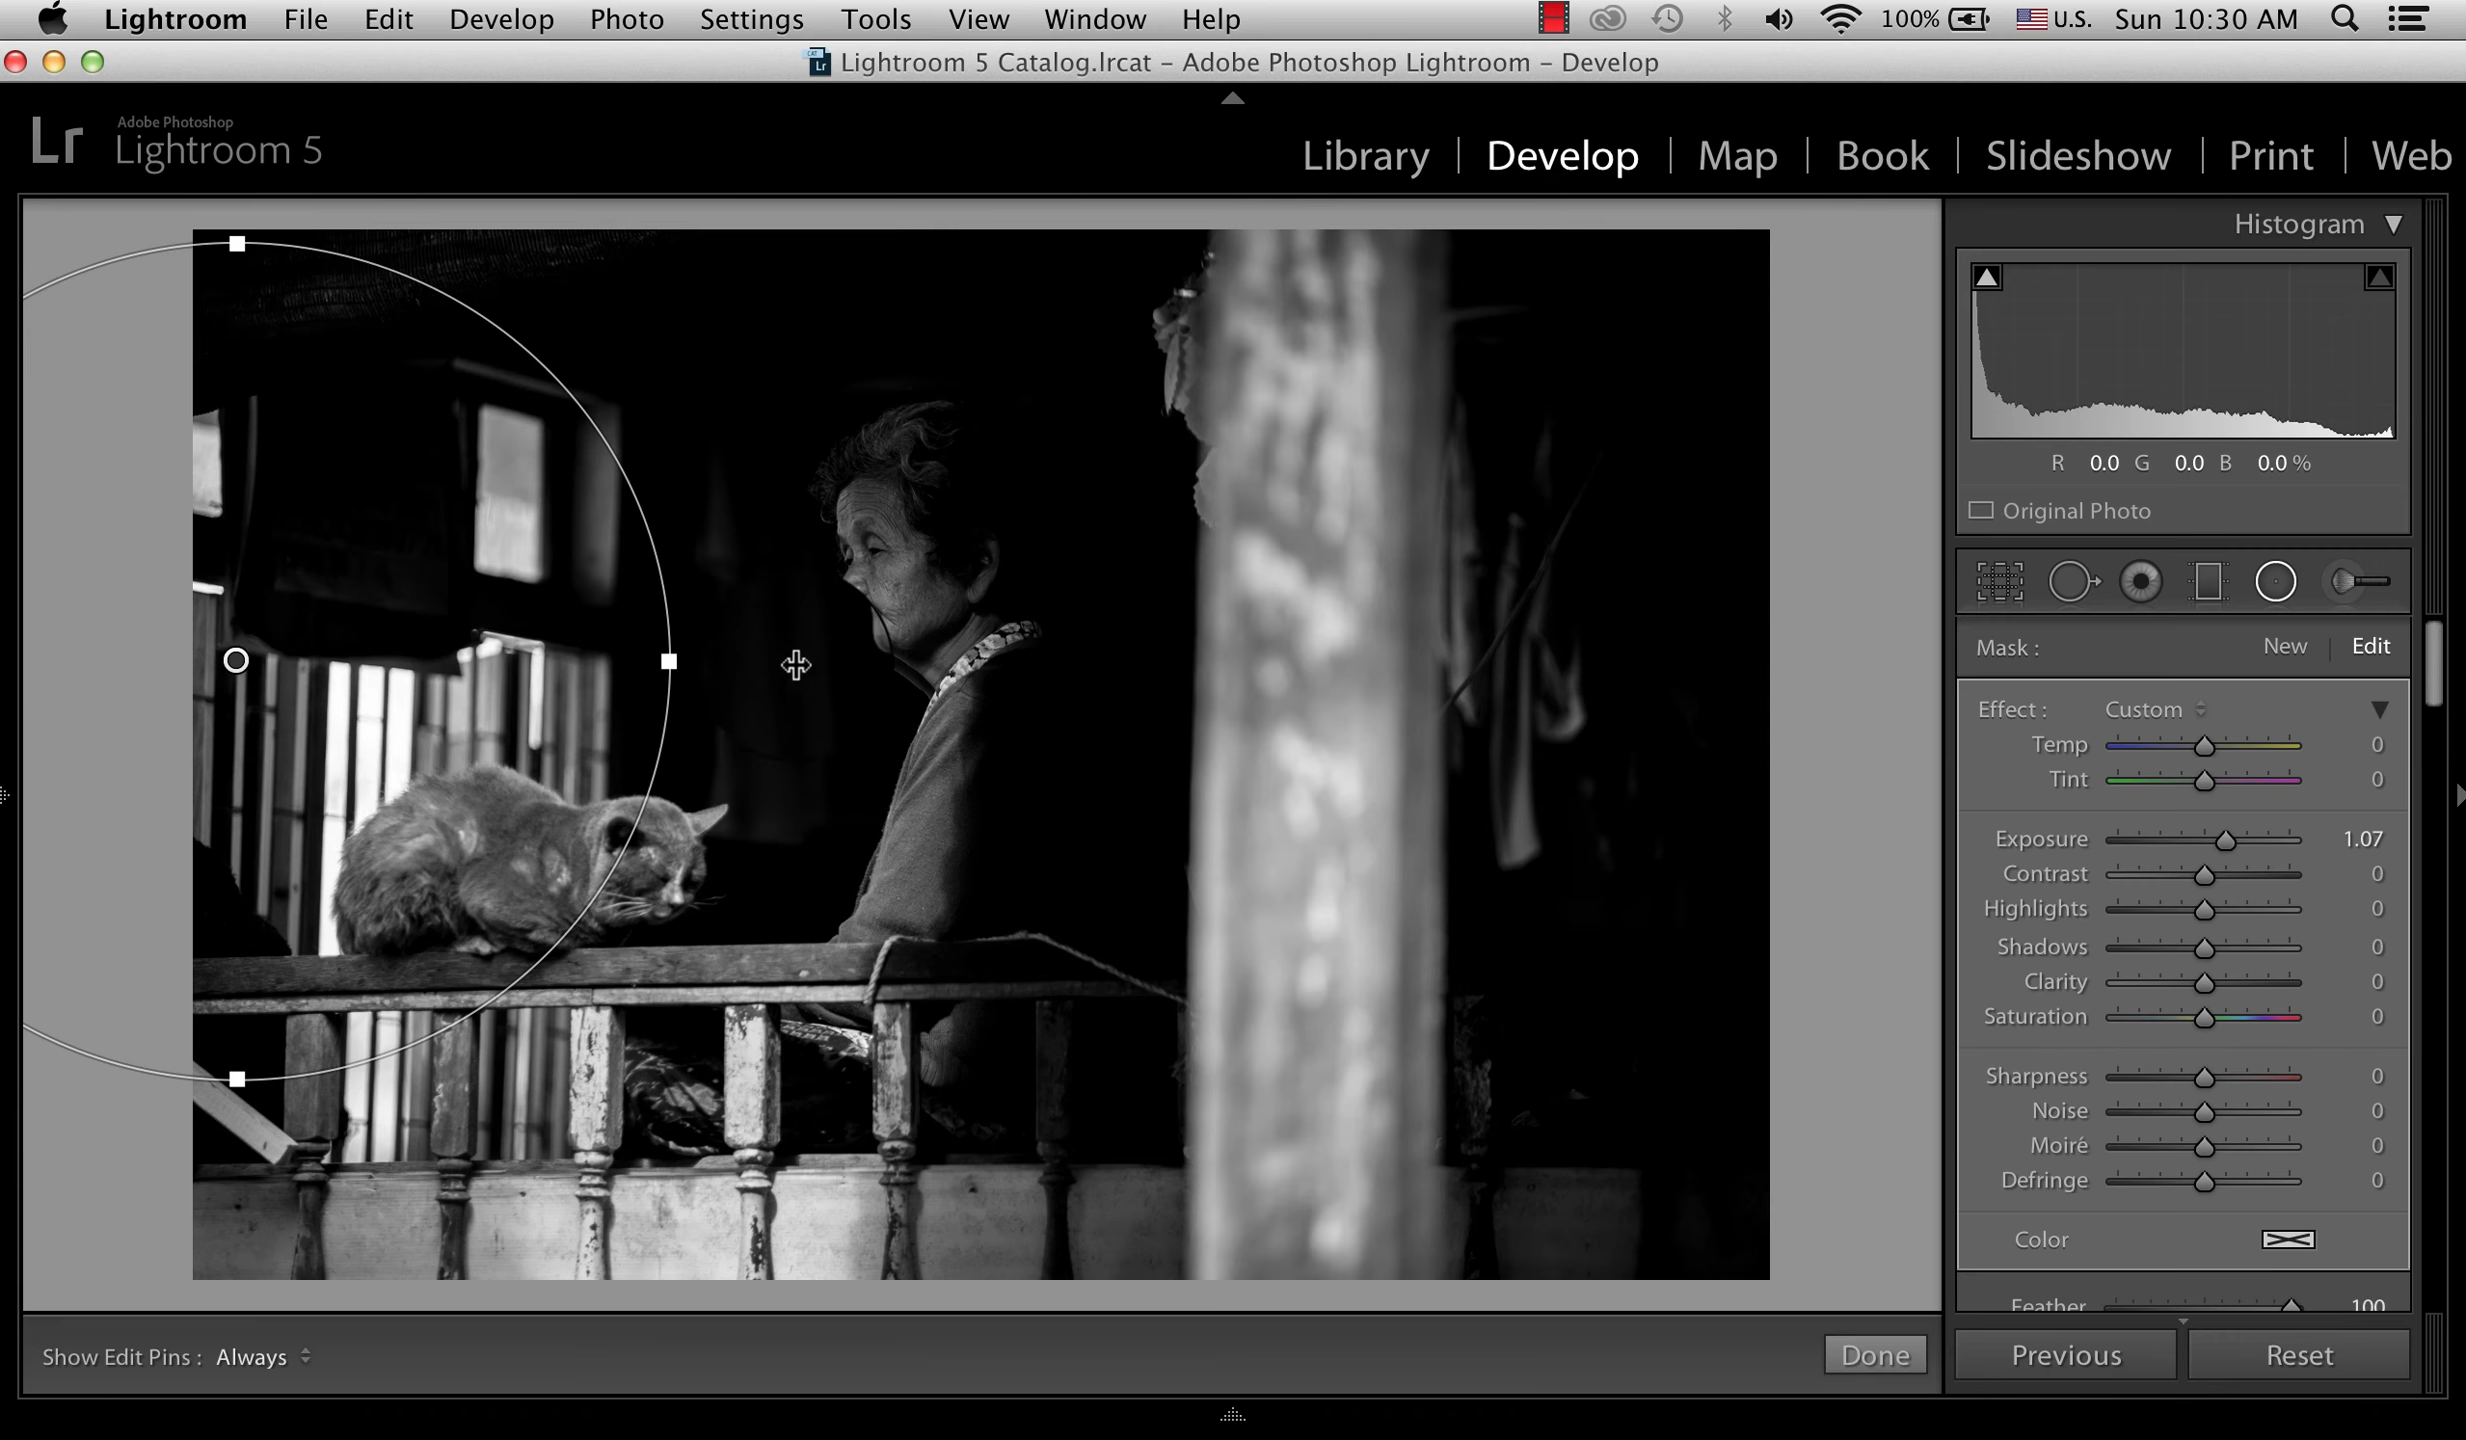 Lightroom File Edit Develop Photo Settings Tools View Window Help 100% U.S. Sun 10:30 AM
Lightroom 5 Catalog.lrcat – Adobe Photoshop Lightroom – Develop
Lr Adobe Photoshop
Lightroom 5
Library | Develop | Map | Book | Slideshow | Print | Web
Histogram
R 0.0 G 0.0 B 0.0 %
Original Photo
Mask : New | Edit
Effect : Custom
Temp 0
Tint 0
Exposure 1.07
Contrast 0
Highlights 0
Shadows 0
Clarity 0
Saturation 0
Sharpness 0
Noise 0
Moiré 0
Defringe 0
Color
Feather 100
Show Edit Pins : Always
Done
Previous Reset